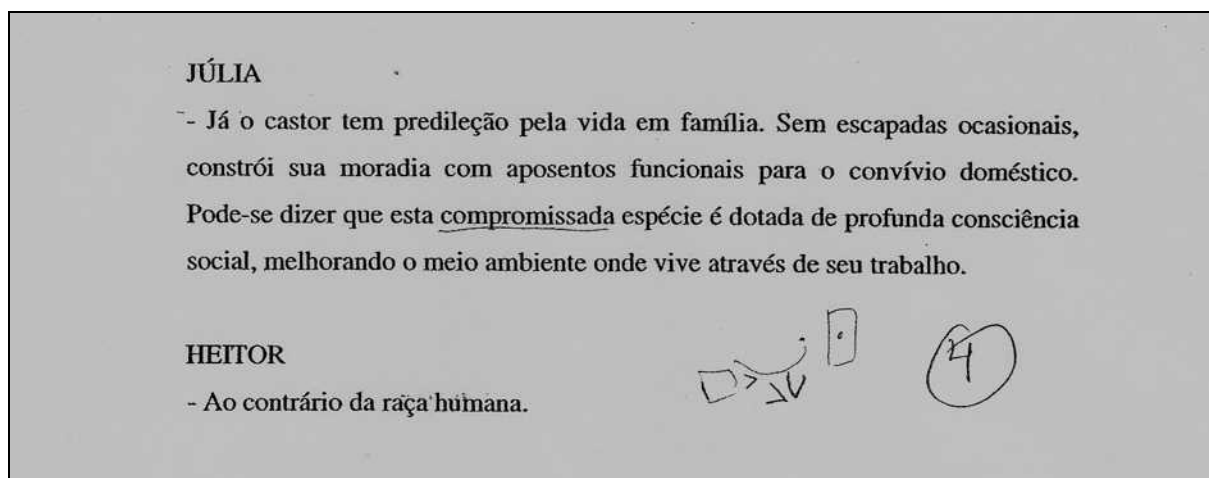 JÚLIA
- Já o castor tem predileção pela vida em família. Sem escapadas ocasionais,
constrói sua moradia com aposentos funcionais para o convívio doméstico.
Pode-se dizer que esta compromissada espécie é dotada de profunda consciência
social, melhorando o meio ambiente onde vive através de seu trabalho.
HEITOR
- Ao contrário da raça humana.
4